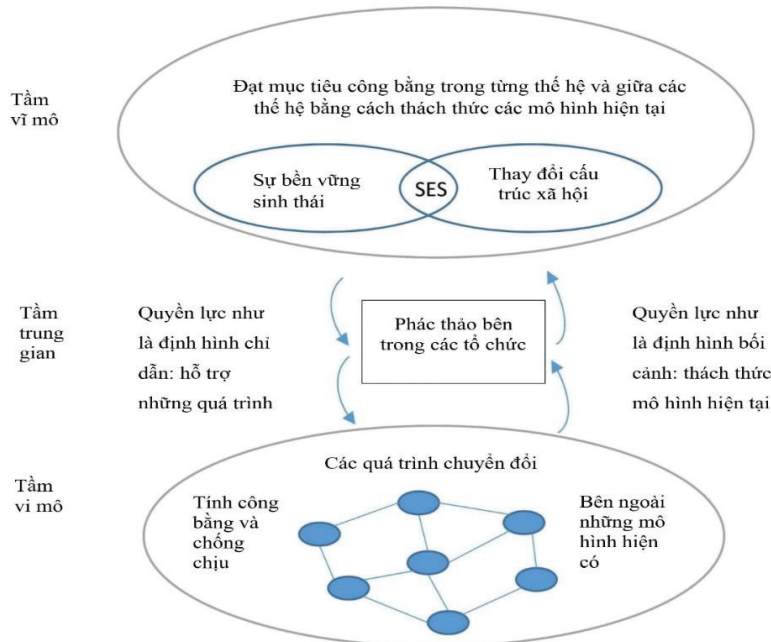 Tầm
vĩ mô
Đạt mục tiêu công bằng trong từng thế hệ và giữa các
thế hệ bằng cách thách thức các mô hình hiện tại
Sự bền vững
sinh thái
SES
Thay đổi cấu
trúc xã hội
Tầm
trung
gian
Quyền lực như
là định hình chỉ
dẫn: hỗ trợ
những quá trình
Phác thảo bên
trong các tổ chức
Quyền lực như
là định hình bối
cảnh: thách thức
mô hình hiện tại
Tầm
vi mô
Các quá trình chuyển đổi
Tính công
bằng và
chống
chịu
Bên ngoài
những mô
hình hiện
có